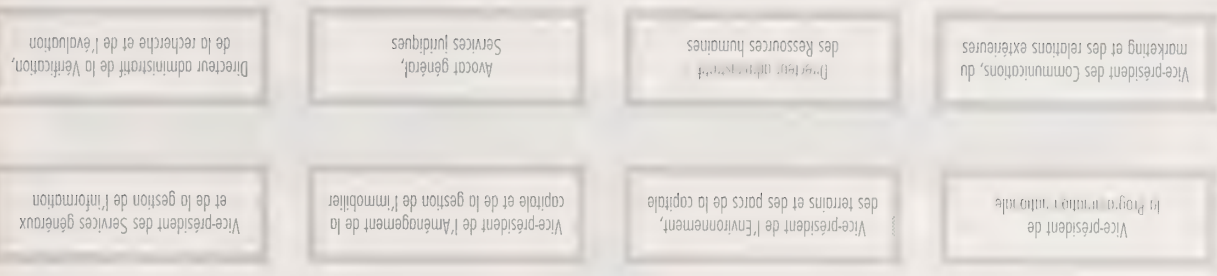 Vice-président de
la
Vice-président de l'Environnement,
des terrains et des parcs de la capitale
Vice-président de l'Aménagement de la
capitale et de la gestion de l'immobilier
Vice-président des Services généraux
et de la gestion de l'information
Vice-président des Communications, du
marketing et des relations extérieures
des Ressources humaines
Avocat général,
Services juridiques
Directeur administratif de la Vérification,
de la recherche et de l'évaluation